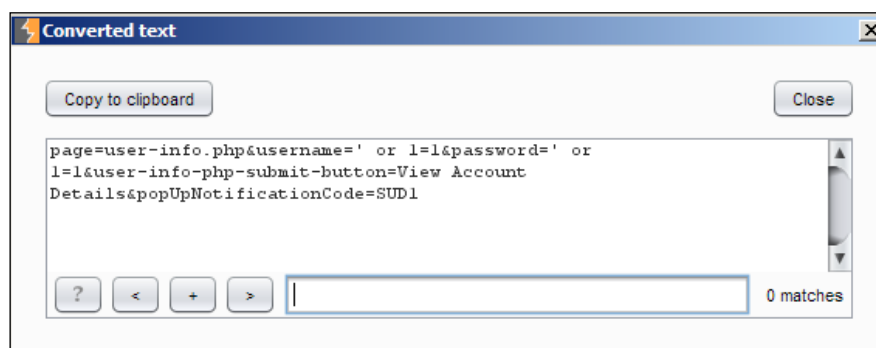 Converted text
Copy to clipboard
Close
page=user-info.php&username=' or 1=1&password=' or
1=1&user-info-php-submit-button=View Account
Details&popUpNotificationCode=SUD1
? < + > 0 matches